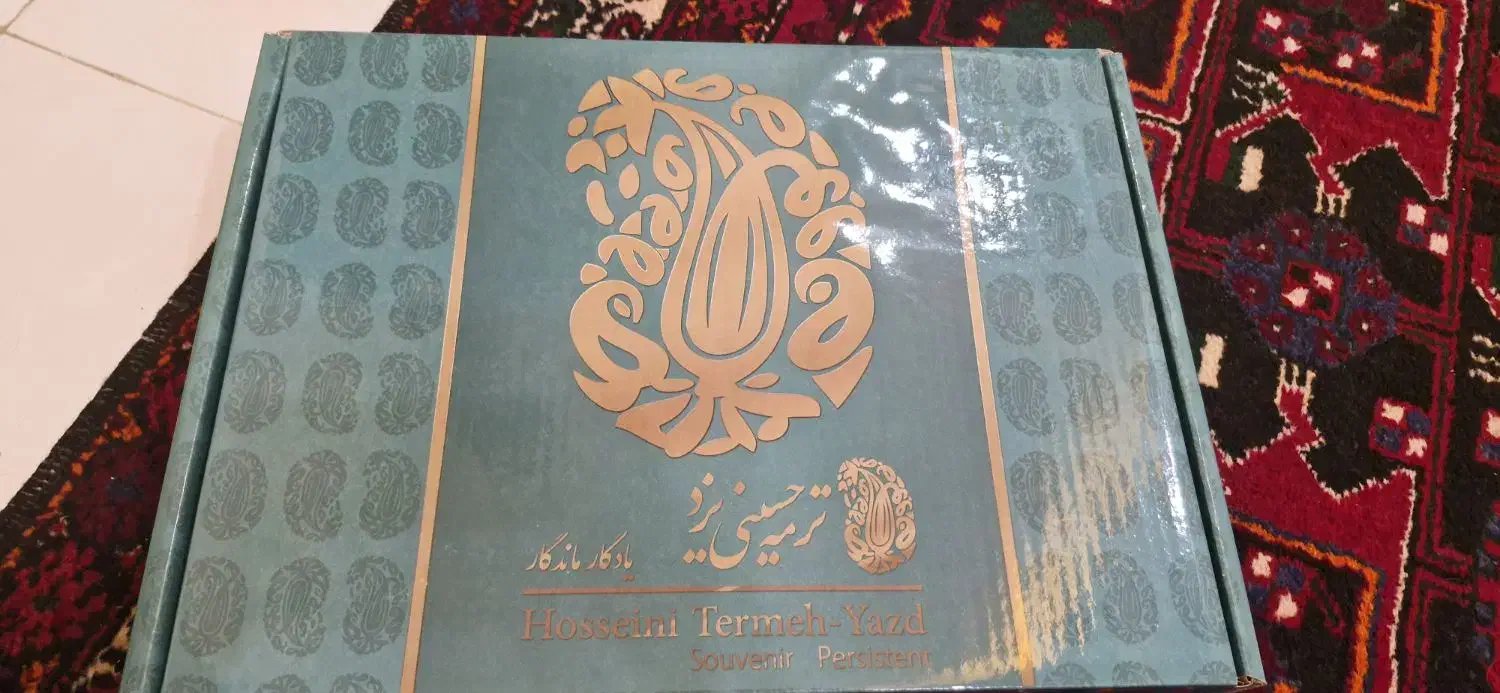 ترمه حسینی یزد
یادگار ماندگار
Hosseini Termeh-Yazd
Souvenir Persistent